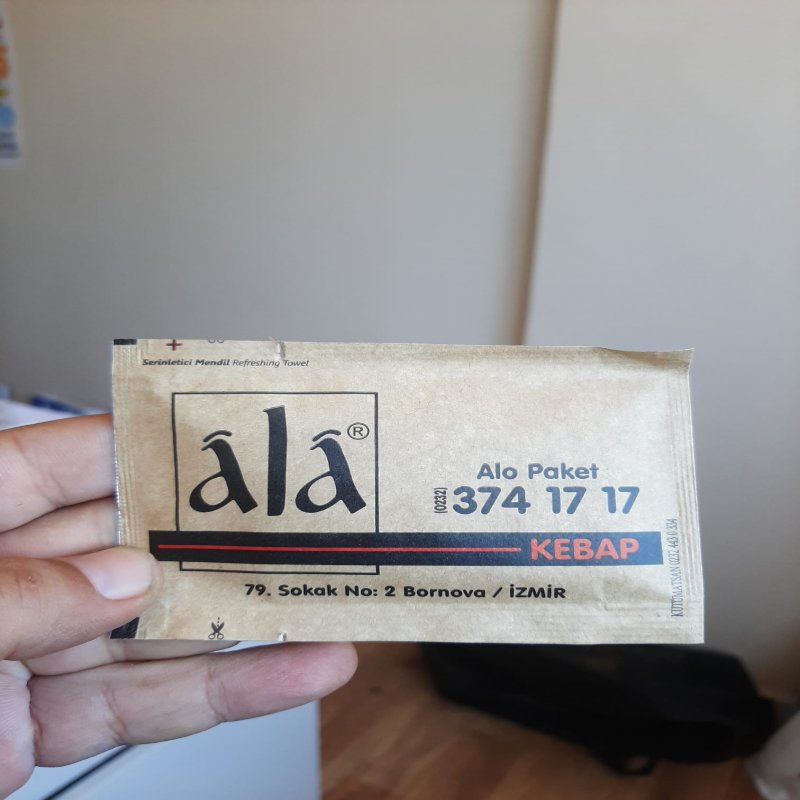 Serinletici Mendil Refreshing Towel
âlâ®
Alo Paket
(0232) 374 17 17
KEBAP
79. Sokak No: 2 Bornova / İZMİR